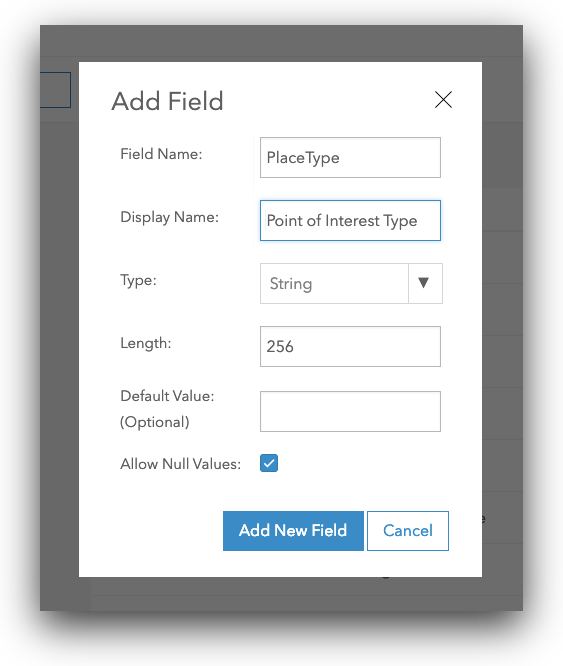 Add Field
Field Name:
PlaceType
Display Name:
Point of Interest Type
Type:
String
Length:
256
Default Value:
(Optional)
Allow Null Values:
Add New Field
Cancel